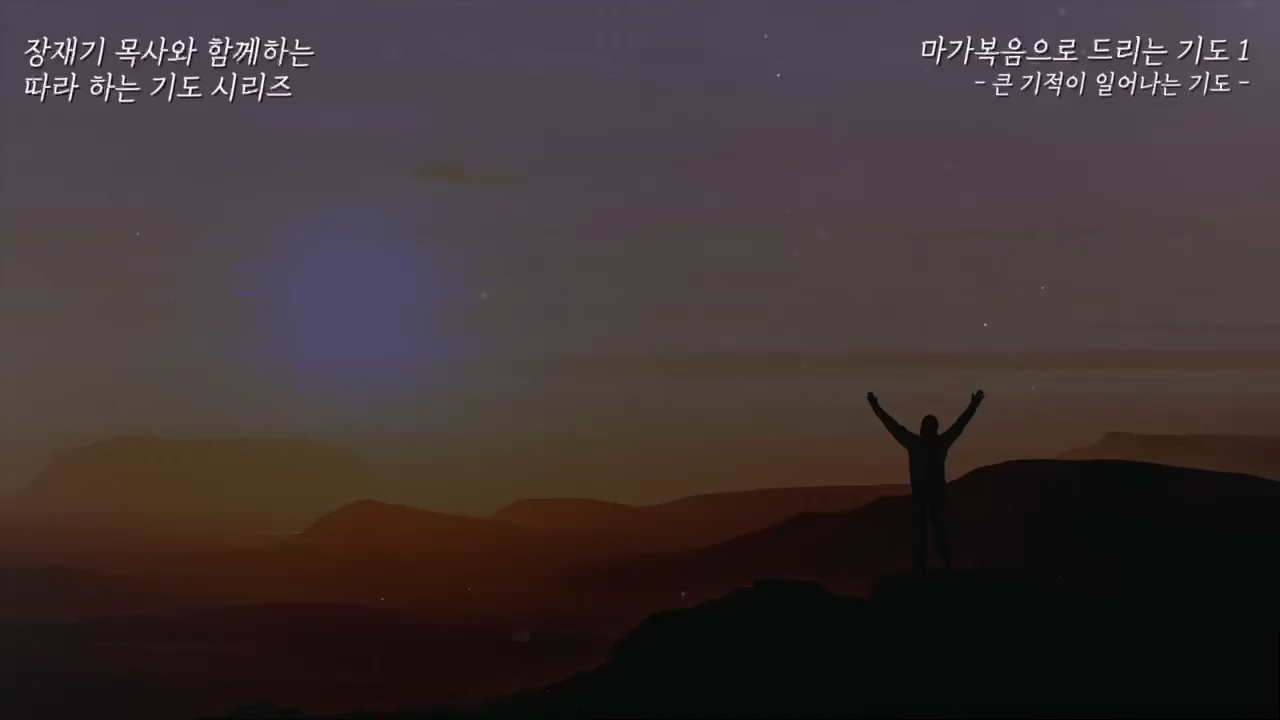 장재기 목사와 함께하는
따라 하는 기도 시리즈
마가복음으로 드리는 기도 1
- 큰 기적이 일어나는 기도 -